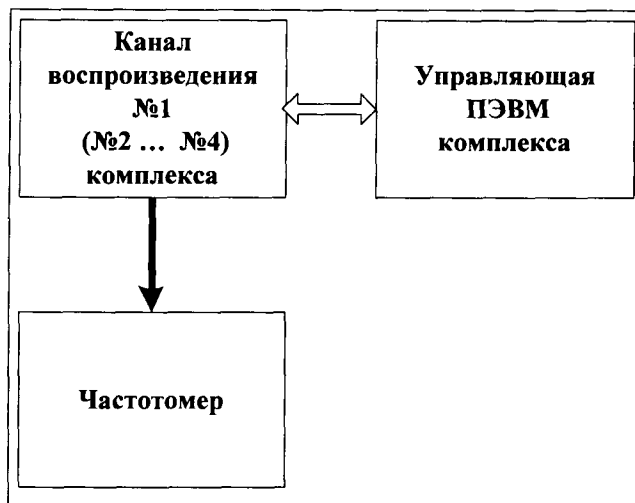 Канал
воспроизведения
№1
(№2 ... №4)
комплекса
Управляющая
ПЭВМ
комплекса
Частотомер